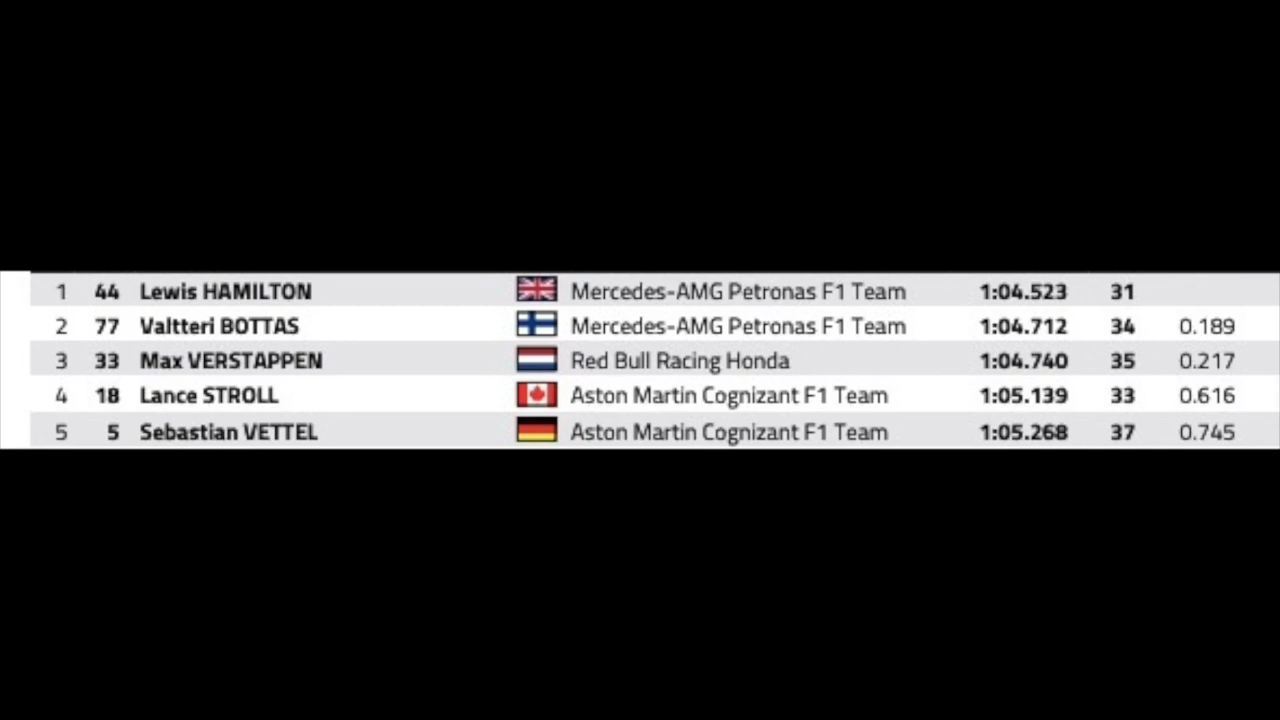 1 44 Lewis HAMILTON Mercedes-AMG Petronas F1 Team 1:04.523 31
2 77 Valtteri BOTTAS Mercedes-AMG Petronas F1 Team 1:04.712 34 0.189
3 33 Max VERSTAPPEN Red Bull Racing Honda 1:04.740 35 0.217
4 18 Lance STROLL Aston Martin Cognizant F1 Team 1:05.139 33 0.616
5 5 Sebastian VETTEL Aston Martin Cognizant F1 Team 1:05.268 37 0.745